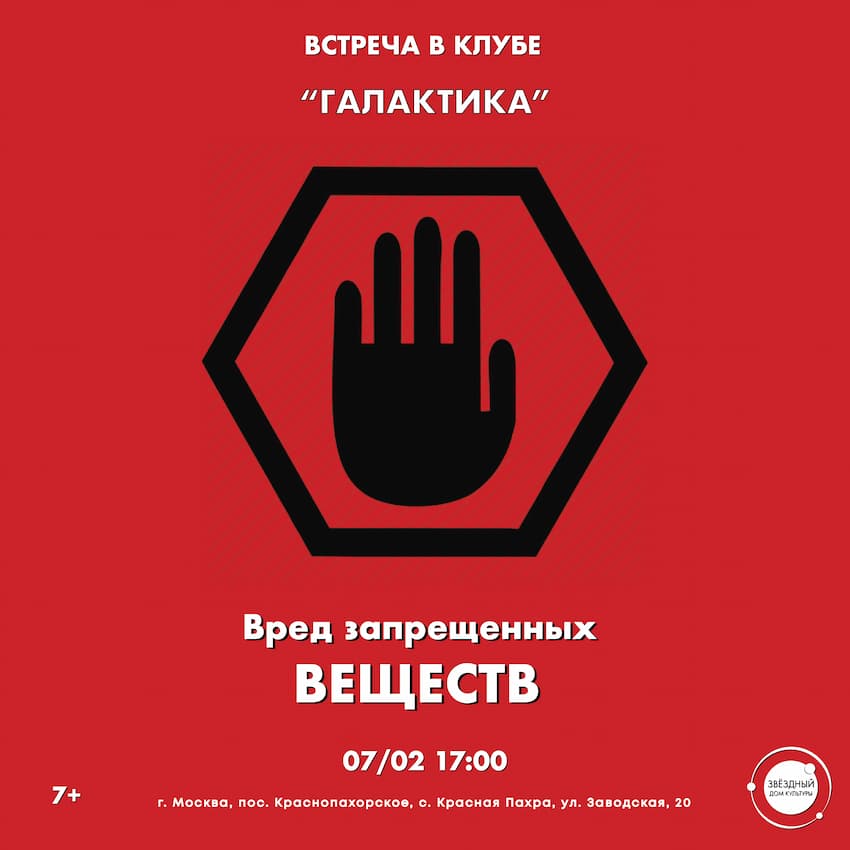 ВСТРЕЧА В КЛУБЕ
“ГАЛАКТИКА”
Вред запрещенных
ВЕЩЕСТВ
07/02 17:00
7+
г. Москва, пос. Краснопахорское, с. Красная Пахра, ул. Заводская, 20
ЗВЁЗДНЫЙ
ДОМ КУЛЬТУРЫ